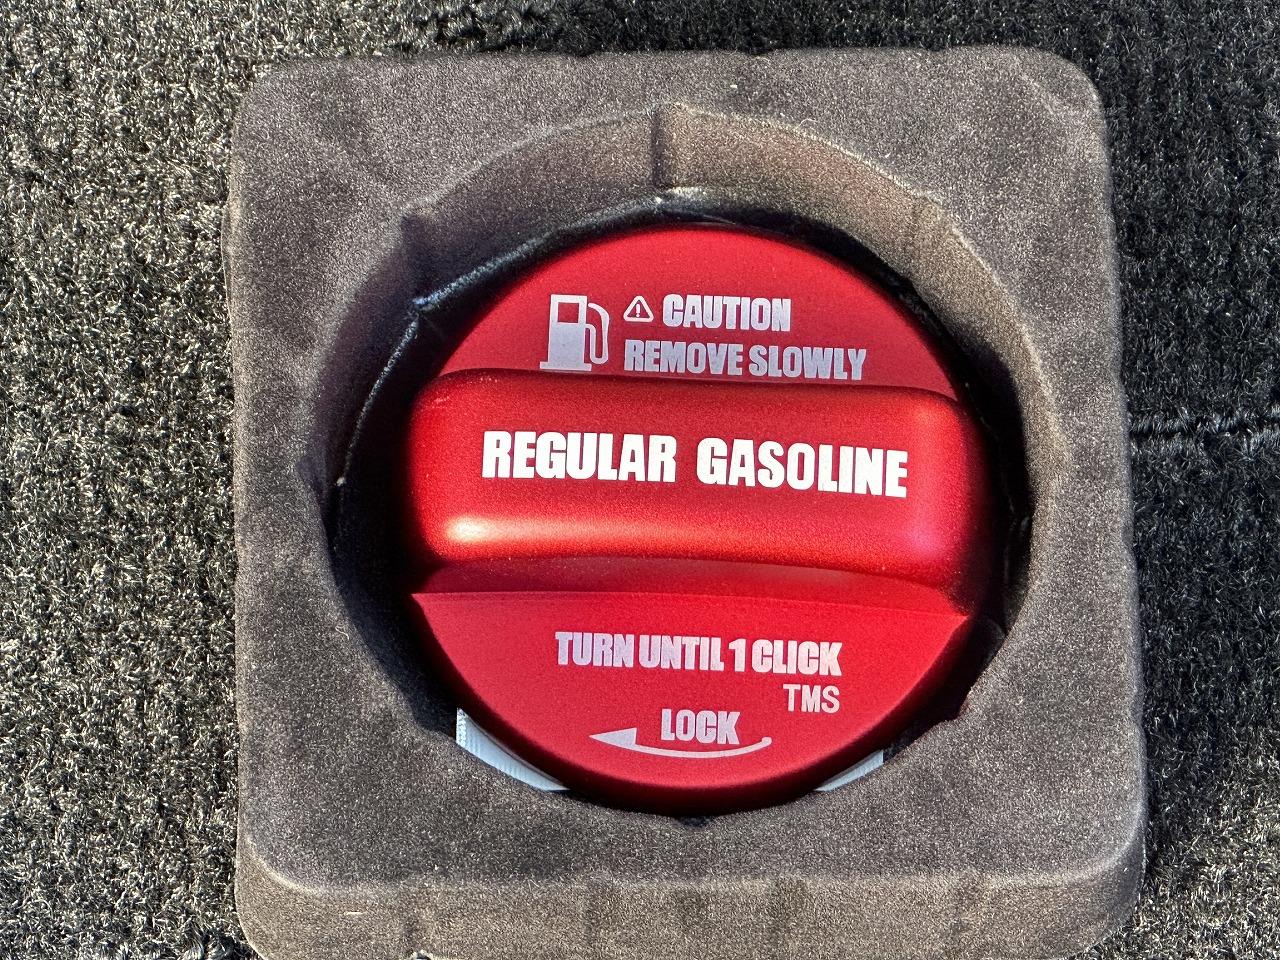 CAUTION
REMOVE SLOWLY
REGULAR GASOLINE
TURN UNTIL 1 CLICK
TMS
LOCK